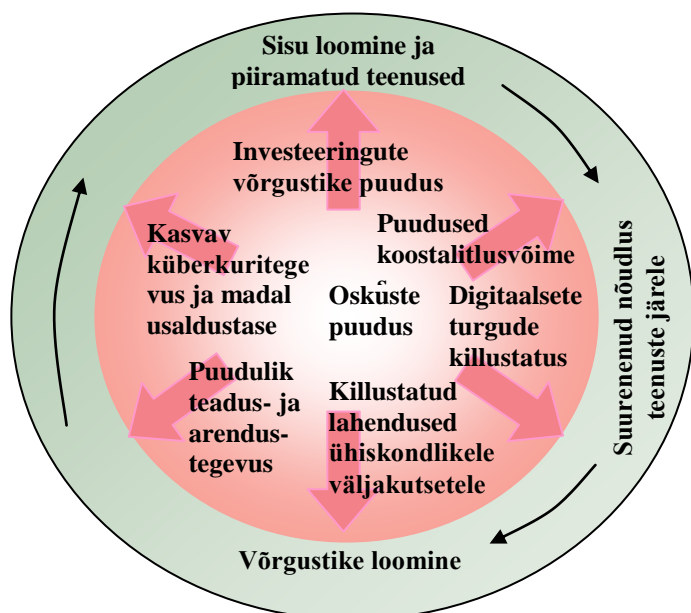 Sisu loomine ja
piiramatud teenused
Investeeringute
võrgustike puudus
Puudused
koostalitlusvõime
Kasvav
küberkuritege
vus ja madal
usaldustase
Oskuste
puudus
Digitaalsete
turgude
killustatus
Puudulik
teadus- ja
arendus-
tegevus
Killustatud
lahendused
ühiskondlikele
väljakutsetele
Suurenenud nõudlus
teenuste järele
Võrgustike loomine